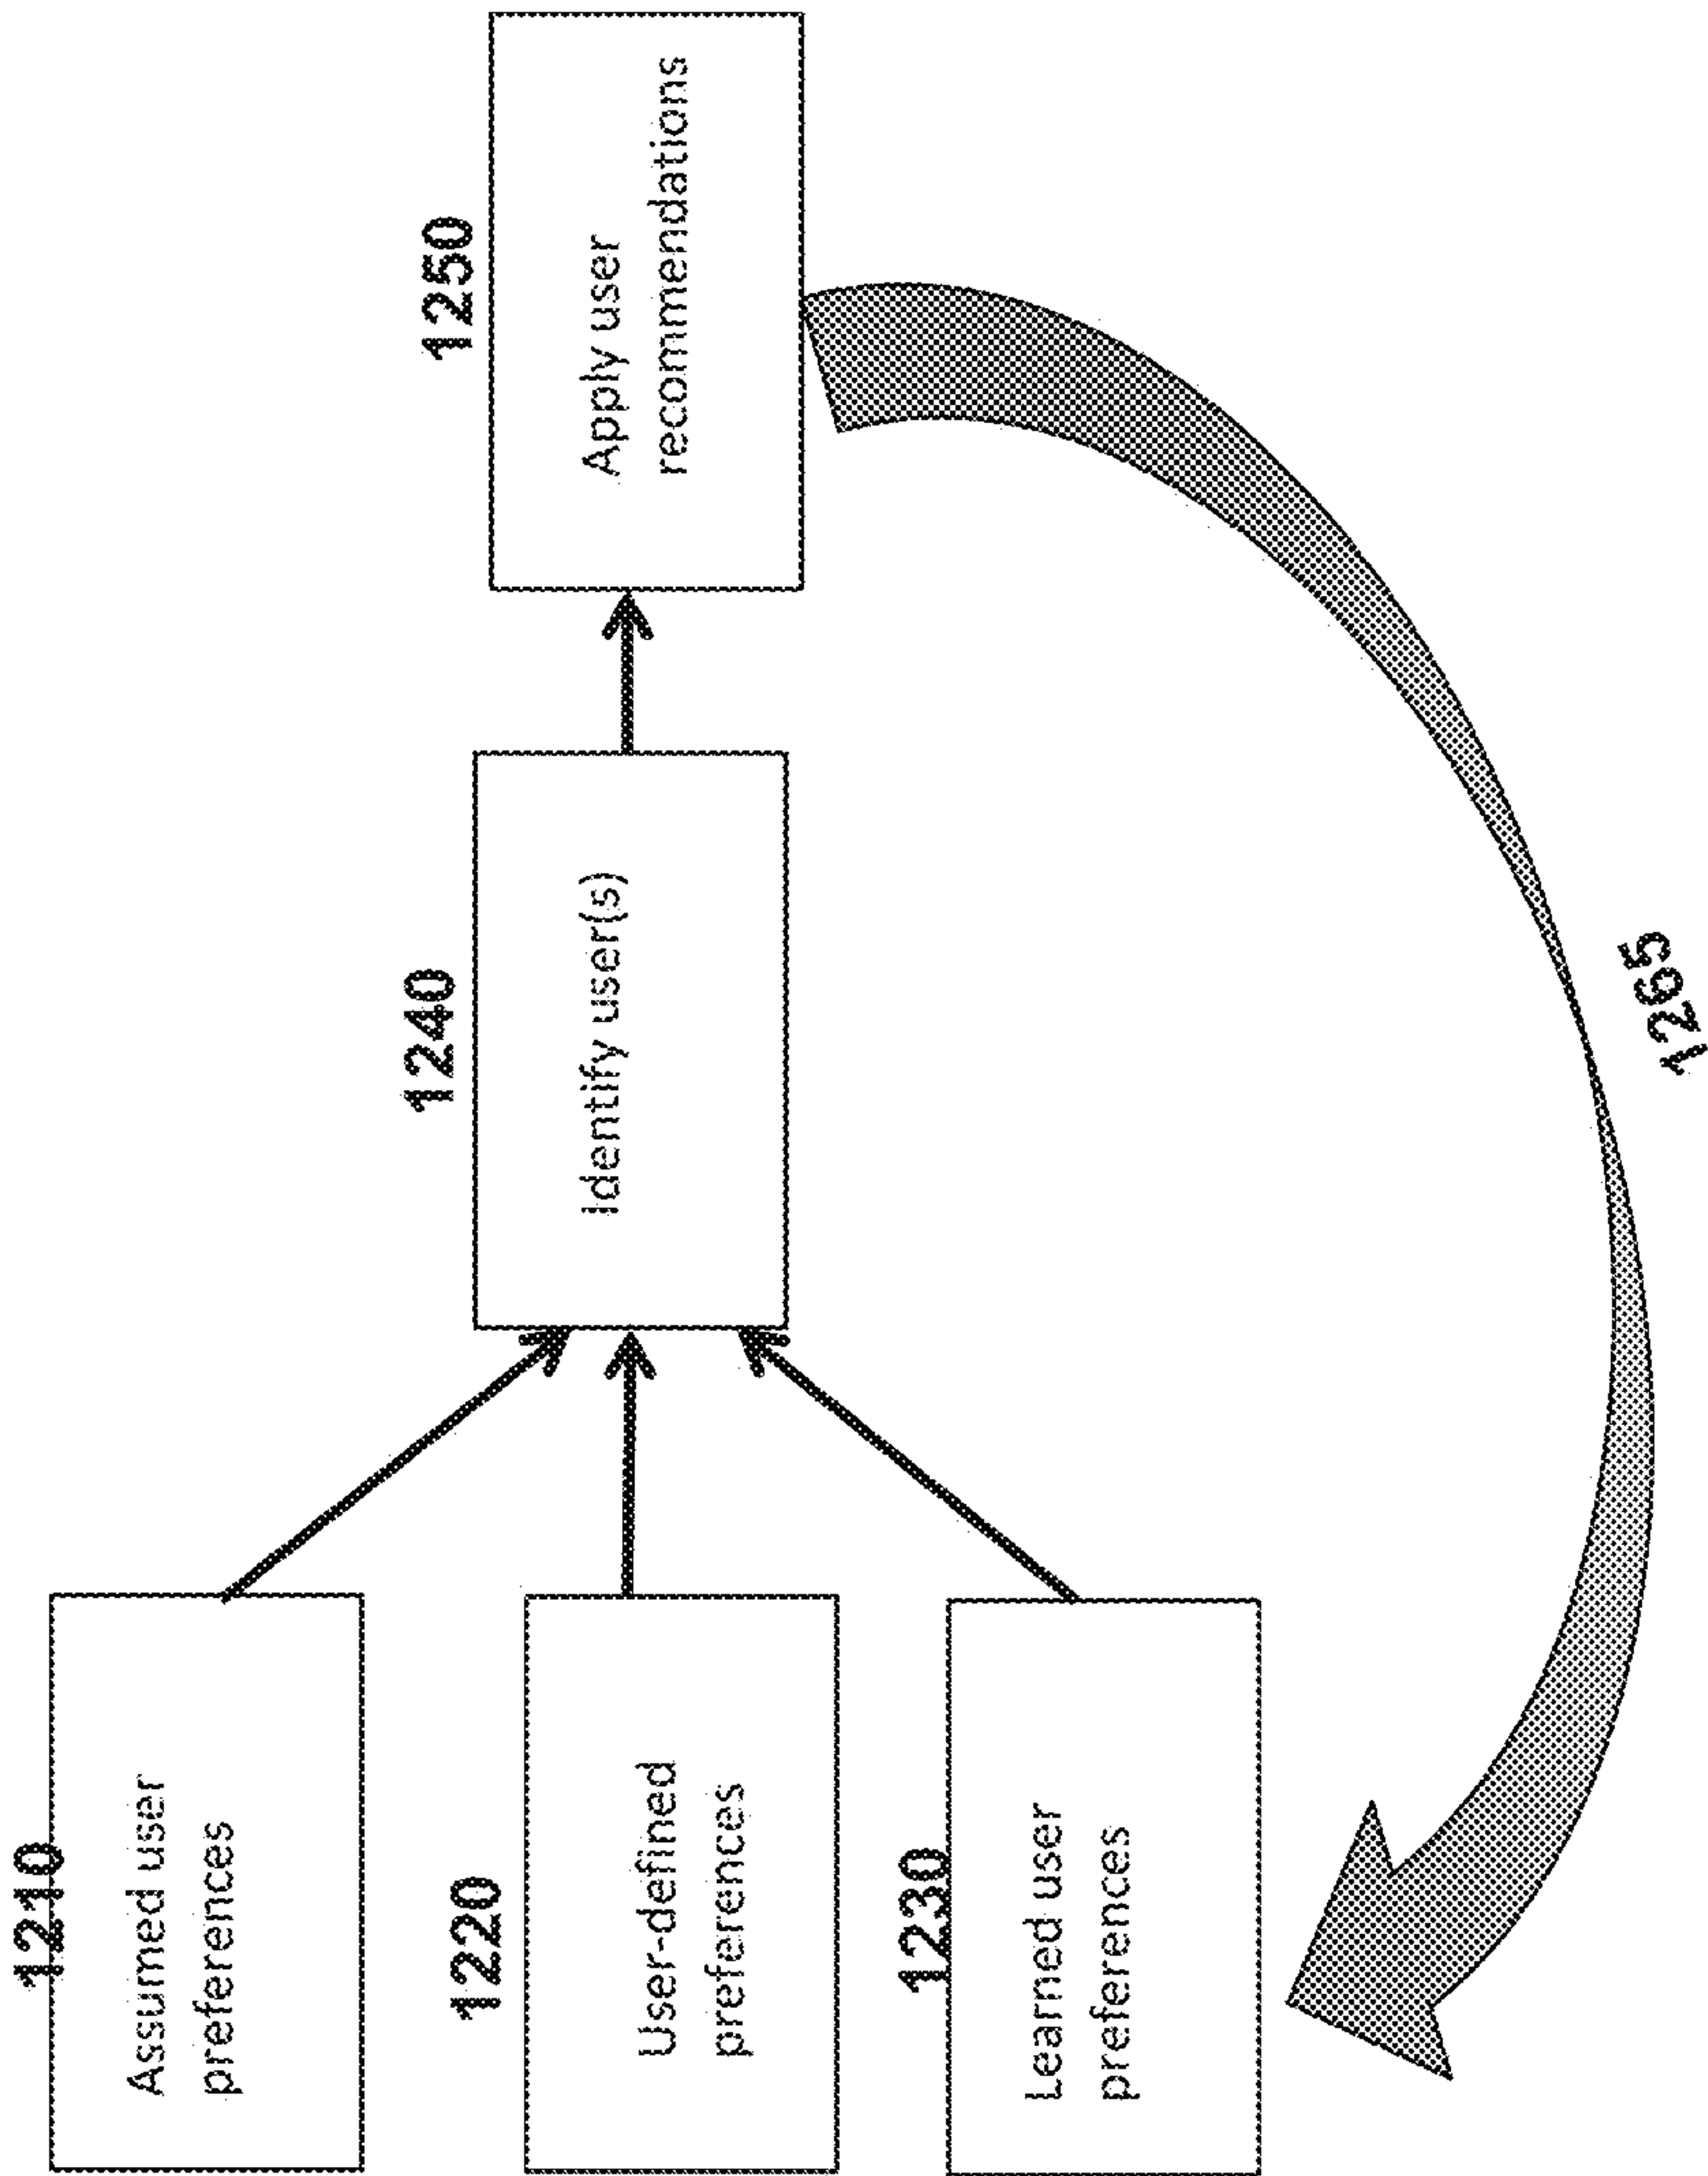 1210
Assumed user
preferences
1220
User-defined
preferences
1230
Learned user
preferences
1240
Identify user(s)
1250
Apply user
recommendations
1265